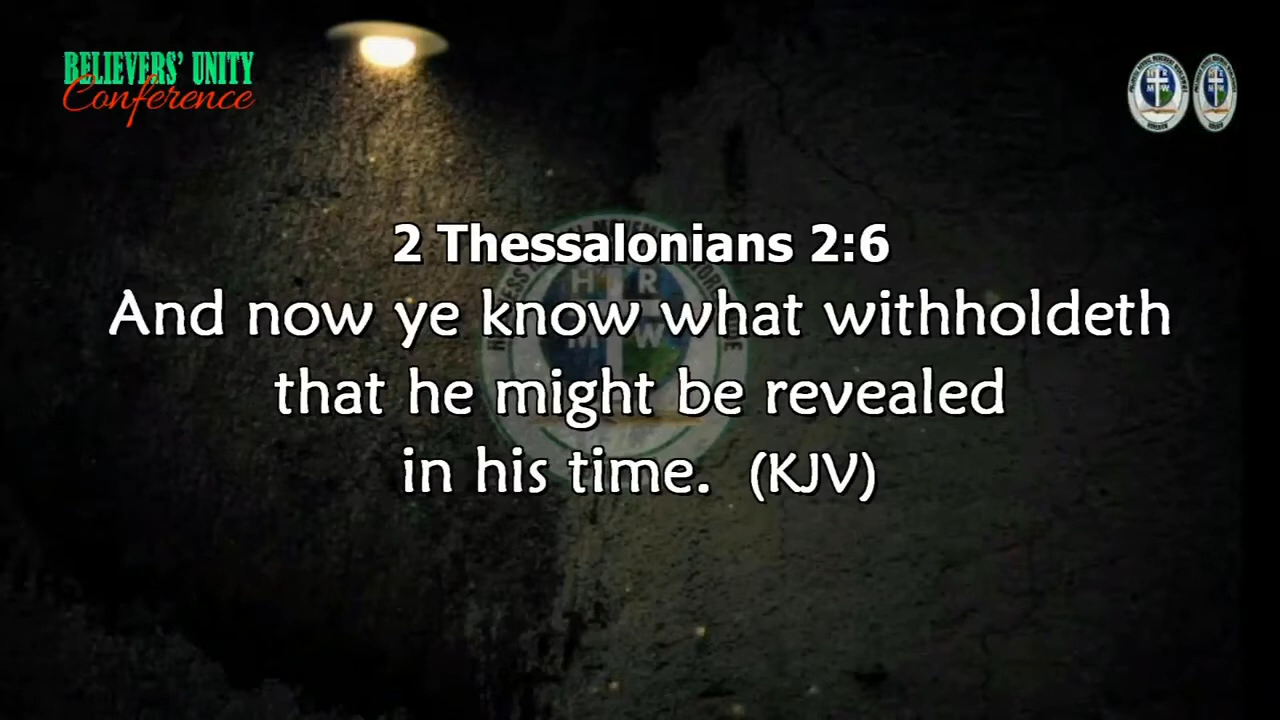 BELIEVERS' UNITY
Conference
2 Thessalonians 2:6
And now ye know what withholdeth
that he might be revealed
in his time. (KJV)
H R
M W
M W